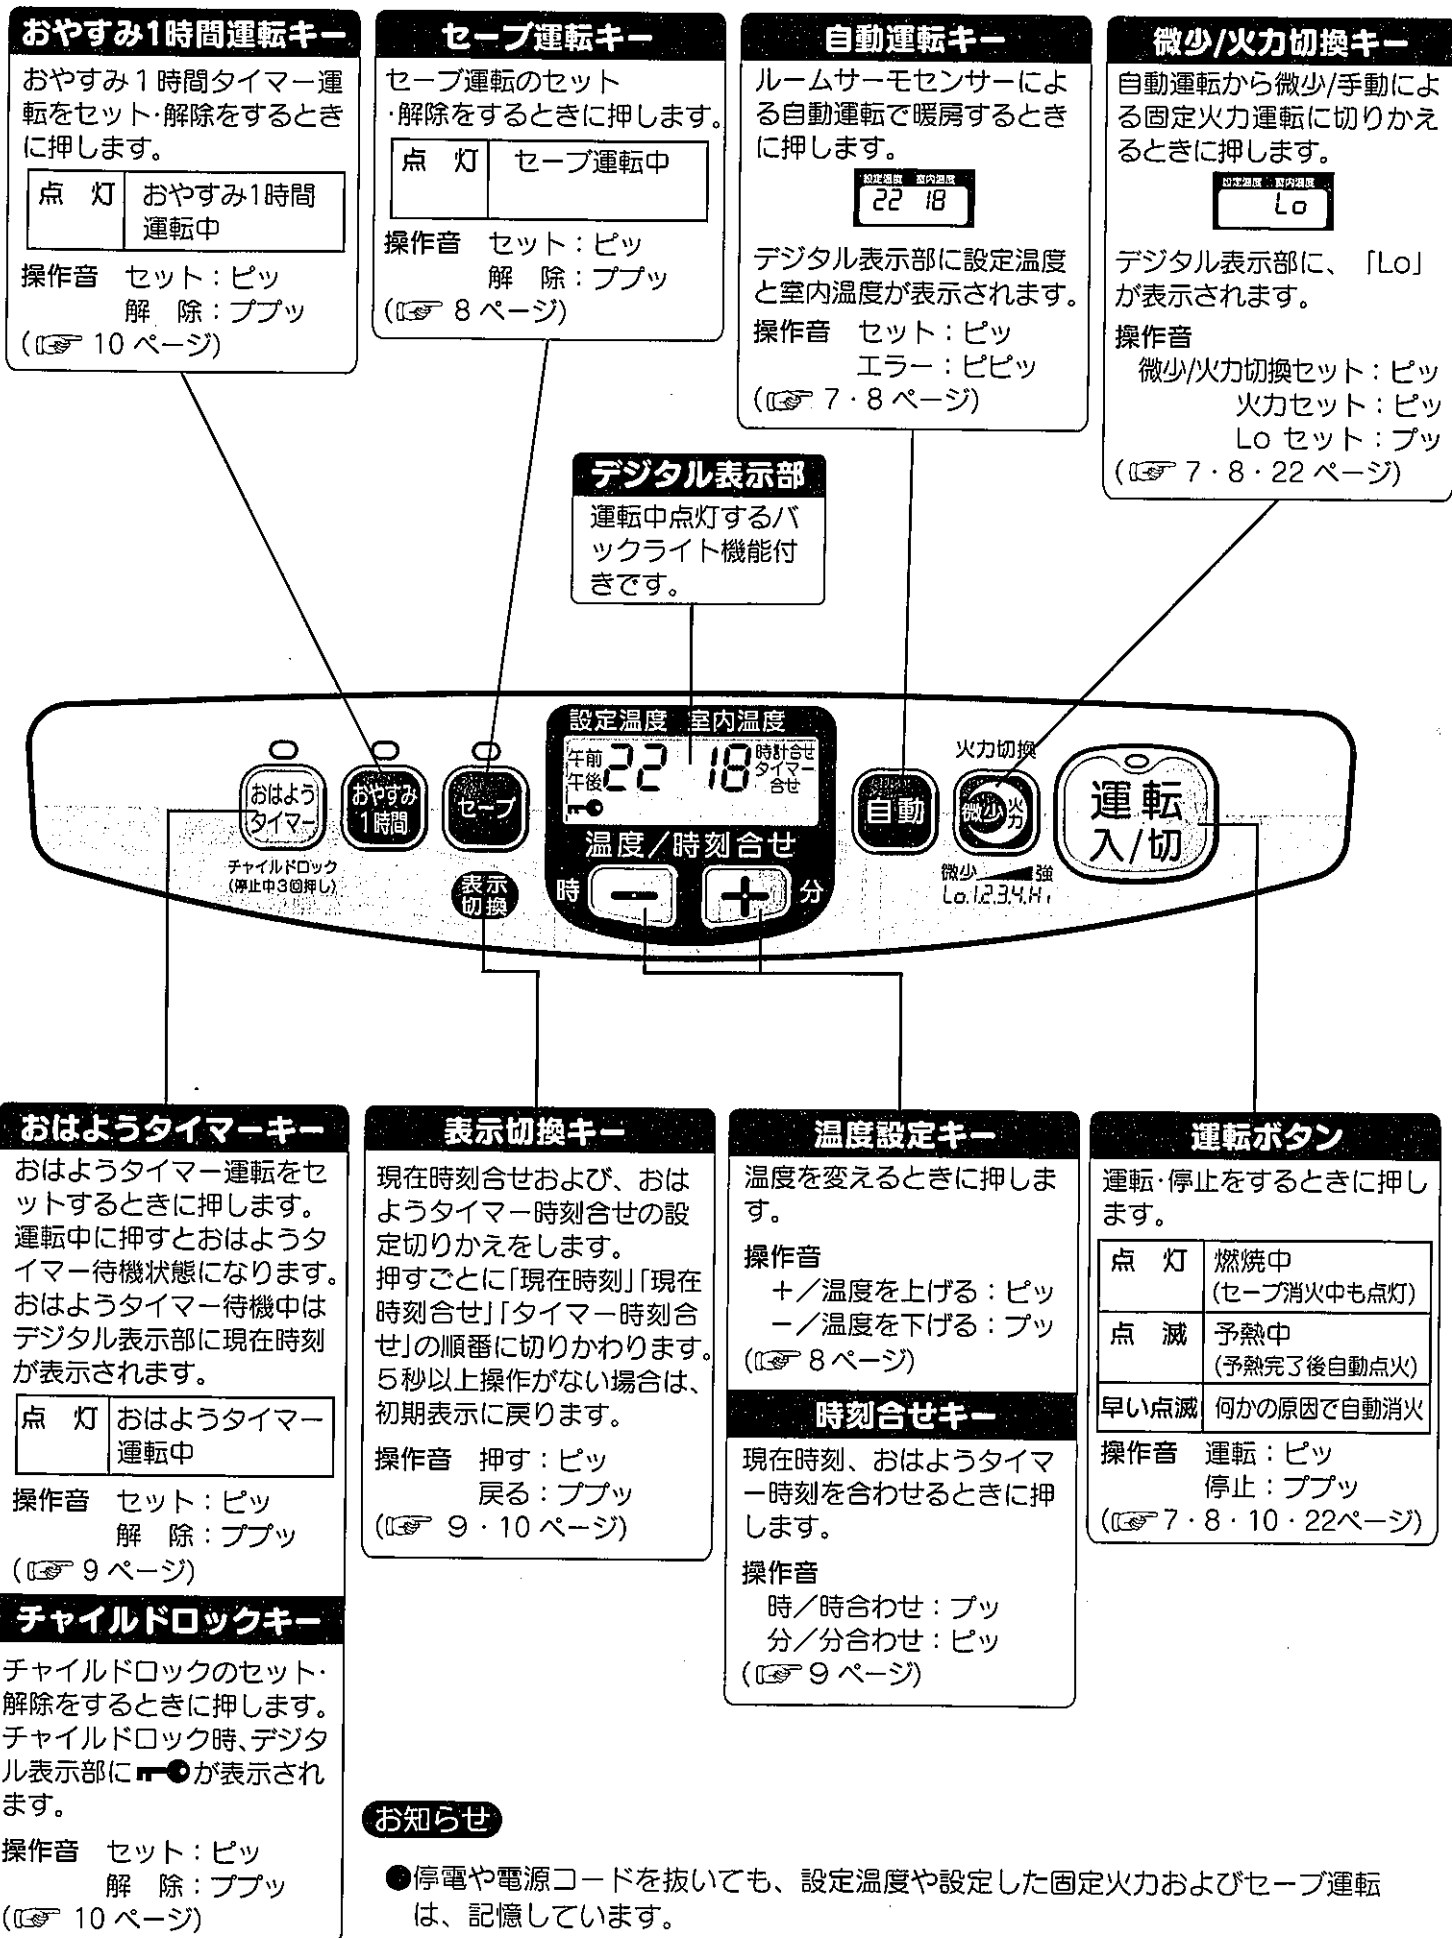 おやすみ1時間運転キー
おやすみ1時間タイマー運
転をセット･解除をするとき
に押します。
点　灯　おやすみ1時間
運転中
操作音　セット：ピッ
解　除：ププッ
(☞ 10 ページ)
セーブ運転キー
セーブ運転のセット
･解除をするときに押します。
点　灯　セーブ運転中
操作音　セット：ピッ
解　除：ププッ
(☞ 8 ページ)
自動運転キー
ルームサーモセンサーによ
る自動運転で暖房するとき
に押します。
設定温度　室内温度
22　18
デジタル表示部に設定温度
と室内温度が表示されます。
操作音　セット：ピッ
エラー：ピピッ
(☞ 7・8 ページ)
微少/火力切換キー
自動運転から微少/手動によ
る固定火力運転に切りかえ
るときに押します。
設定温度　室内温度
Lo
デジタル表示部に、「Lo」
が表示されます。
操作音
微少/火力切換セット：ピッ
火力セット：ピッ
Lo セット：プッ
(☞ 7・8・22 ページ)
デジタル表示部
運転中点灯するバ
ックライト機能付
きです。
おはよう
タイマー
チャイルドロック
(停止中3回押し)
おやすみ
1時間
セーブ
表示
切換
設定温度　室内温度
午前
午後
22　18
時計合せ
タイマー
合せ
温度／時刻合せ
時　－　＋　分
自動
火力切換
微少　火力
微少　強
Lo.1.2.3.4.Hi
運転
入/切
おはようタイマーキー
おはようタイマー運転をセ
ットするときに押します。
運転中に押すとおはようタ
イマー待機状態になります。
おはようタイマー待機中は
デジタル表示部に現在時刻
が表示されます。
点　灯　おはようタイマー
運転中
操作音　セット：ピッ
解　除：ププッ
(☞ 9 ページ)
チャイルドロックキー
チャイルドロックのセット･
解除をするときに押します。
チャイルドロック時、デジタ
ル表示部に が表示され
ます。
操作音　セット：ピッ
解　除：ププッ
(☞ 10 ページ)
表示切換キー
現在時刻合せおよび、おは
ようタイマー時刻合せの設
定切りかえをします。
押すごとに｢現在時刻｣｢現在
時刻合せ｣｢タイマー時刻合
せ｣の順番に切りかわります。
5秒以上操作がない場合は、
初期表示に戻ります。
操作音　押す：ピッ
戻る：ププッ
(☞ 9・10 ページ)
温度設定キー
温度を変えるときに押しま
す。
操作音
＋／温度を上げる：ピッ
－／温度を下げる：プッ
(☞ 8 ページ)
時刻合せキー
現在時刻、おはようタイマ
ー時刻を合わせるときに押
します。
操作音
時／時合わせ：プッ
分／分合わせ：ピッ
(☞ 9 ページ)
運転ボタン
運転･停止をするときに押し
ます。
点　灯　燃焼中
(セーブ消火中も点灯)
点　滅　予熱中
(予熱完了後自動点火)
早い点滅　何かの原因で自動消火
操作音　運転：ピッ
停止：ププッ
(☞ 7・8・10・22ページ)
お知らせ
●停電や電源コードを抜いても、設定温度や設定した固定火力およびセーブ運転
は、記憶しています。